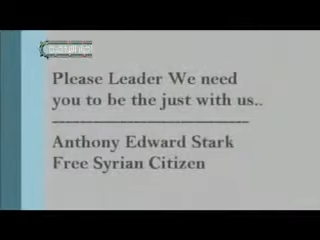 Please Leader We need
you to be the just with us..
-----------------------------
Anthony Edward Stark
Free Syrian Citizen